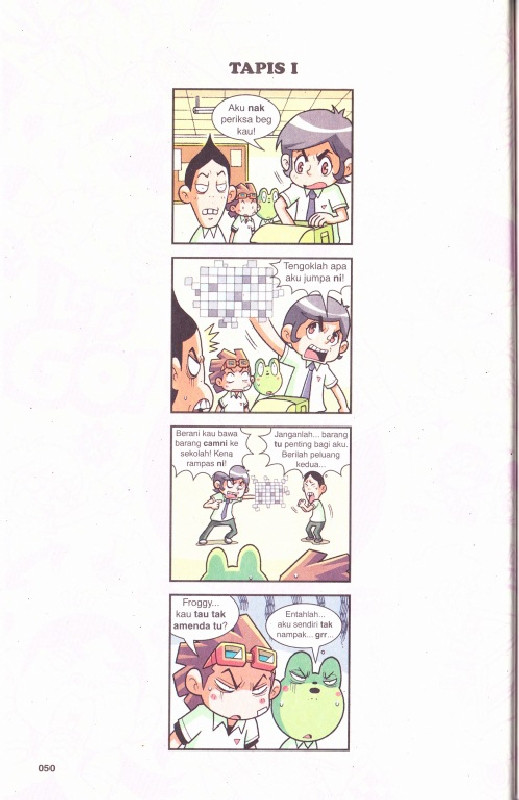 TAPIS I
Aku nak
periksa beg
kau!
Tengoklah apa
aku jumpa ni!
Berani kau bawa
barang camni ke
sekolah! Kena
rampas ni!
Janganlah... barang
tu penting bagi aku.
Berilah peluang
kedua...
Froggy...
kau tau tak
amenda tu?
Entahlah...
aku sendiri tak
nampak... grr...
050